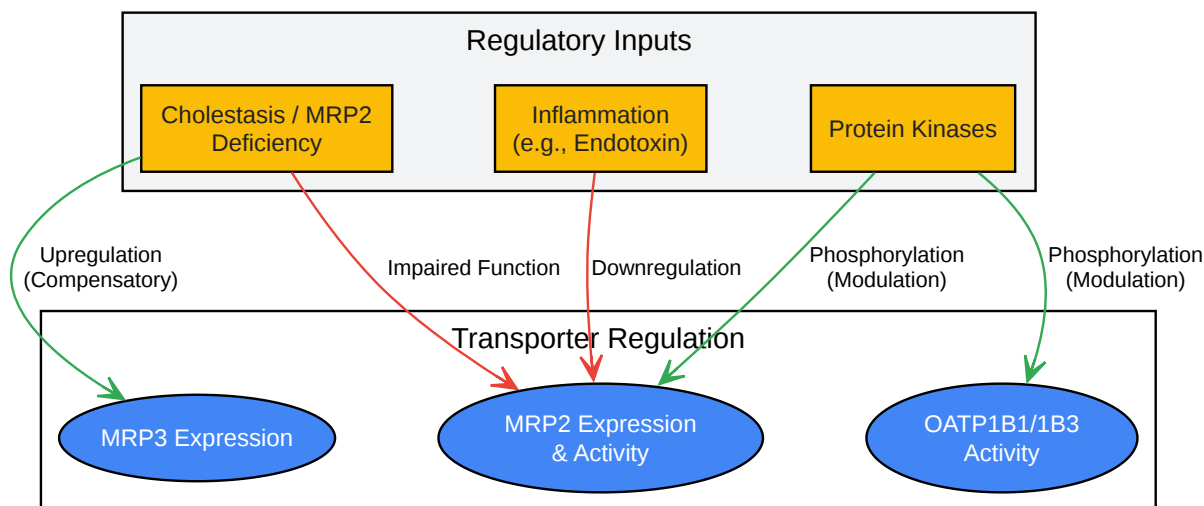 Regulatory Inputs
Cholestasis / MRP2
Deficiency
Inflammation
(e.g., Endotoxin)
Protein Kinases
Upregulation
(Compensatory)
Impaired Function
Downregulation
Phosphorylation
(Modulation)
Phosphorylation
(Modulation)
Transporter Regulation
MRP3 Expression
MRP2 Expression
& Activity
OATP1B1/1B3
Activity